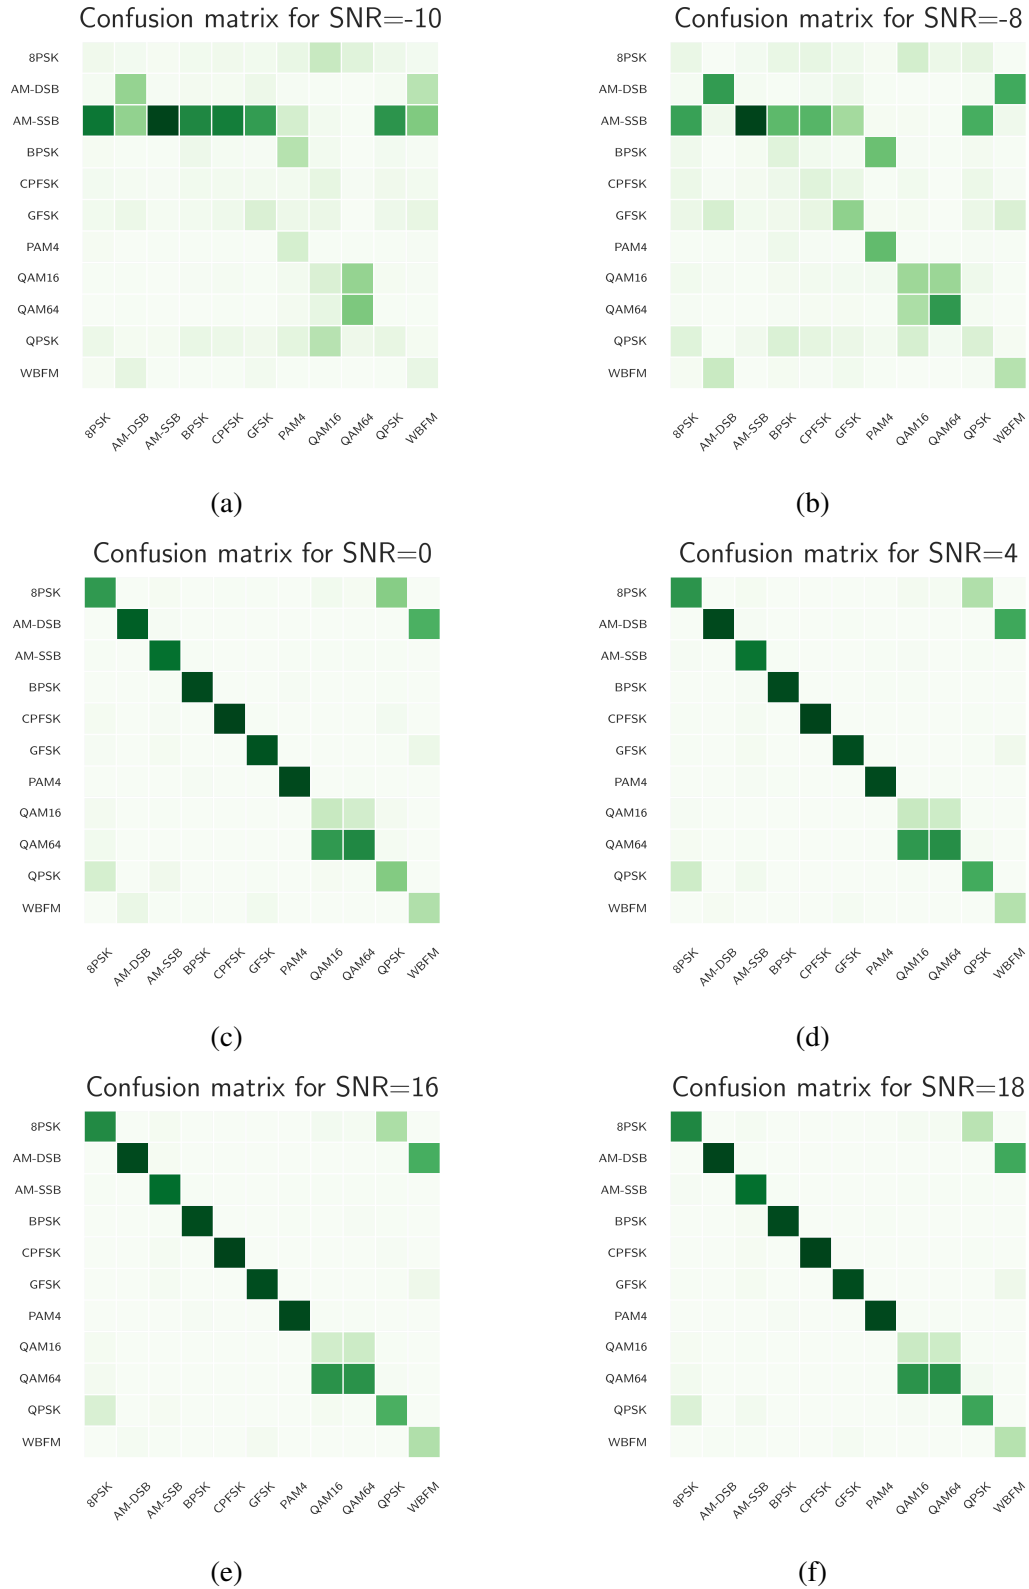 Confusion matrix for SNR=-10
8PSK
AM-DSB
AM-SSB
BPSK
CPFSK
GFSK
PAM4
QAM16
QAM64
QPSK
WBFM
8PSK AM-DSB AM-SSB BPSK CPFSK GFSK PAM4 QAM16 QAM64 QPSK WBFM
(a)
Confusion matrix for SNR=-8
8PSK
AM-DSB
AM-SSB
BPSK
CPFSK
GFSK
PAM4
QAM16
QAM64
QPSK
WBFM
8PSK AM-DSB AM-SSB BPSK CPFSK GFSK PAM4 QAM16 QAM64 QPSK WBFM
(b)
Confusion matrix for SNR=0
8PSK
AM-DSB
AM-SSB
BPSK
CPFSK
GFSK
PAM4
QAM16
QAM64
QPSK
WBFM
8PSK AM-DSB AM-SSB BPSK CPFSK GFSK PAM4 QAM16 QAM64 QPSK WBFM
(c)
Confusion matrix for SNR=4
8PSK
AM-DSB
AM-SSB
BPSK
CPFSK
GFSK
PAM4
QAM16
QAM64
QPSK
WBFM
8PSK AM-DSB AM-SSB BPSK CPFSK GFSK PAM4 QAM16 QAM64 QPSK WBFM
(d)
Confusion matrix for SNR=16
8PSK
AM-DSB
AM-SSB
BPSK
CPFSK
GFSK
PAM4
QAM16
QAM64
QPSK
WBFM
8PSK AM-DSB AM-SSB BPSK CPFSK GFSK PAM4 QAM16 QAM64 QPSK WBFM
(e)
Confusion matrix for SNR=18
8PSK
AM-DSB
AM-SSB
BPSK
CPFSK
GFSK
PAM4
QAM16
QAM64
QPSK
WBFM
8PSK AM-DSB AM-SSB BPSK CPFSK GFSK PAM4 QAM16 QAM64 QPSK WBFM
(f)